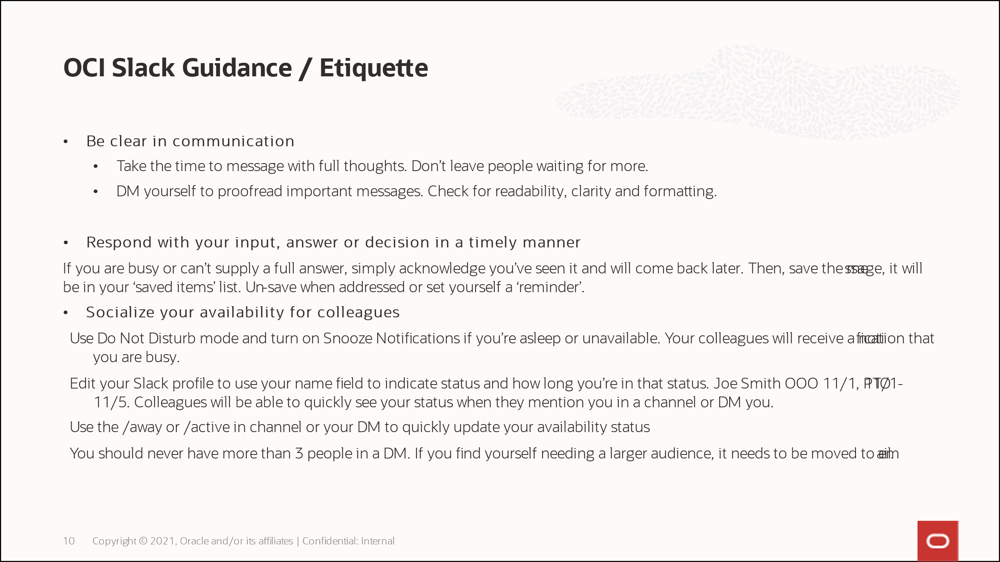 OCI Slack Guidance / Etiquette
• Be clear in communication
• Take the time to message with full thoughts. Don’t leave people waiting for more.
• DM yourself to proofread important messages. Check for readability, clarity and formatting.
• Respond with your input, answer or decision in a timely manner
If you are busy or can’t supply a full answer, simply acknowledge you’ve seen it and will come back later. Then, save the message, it will
be in your ‘saved items’ list. Un-save when addressed or set yourself a ‘reminder’.
• Socialize your availability for colleagues
Use Do Not Disturb mode and turn on Snooze Notifications if you’re asleep or unavailable. Your colleagues will receive a notification that
you are busy.
Edit your Slack profile to use your name field to indicate status and how long you’re in that status. Joe Smith OOO 11/1, PTO 11/1-
11/5. Colleagues will be able to quickly see your status when they mention you in a channel or DM you.
Use the /away or /active in channel or your DM to quickly update your availability status
You should never have more than 3 people in a DM. If you find yourself needing a larger audience, it needs to be moved to email.
10 Copyright © 2021, Oracle and/or its affiliates | Confidential: Internal